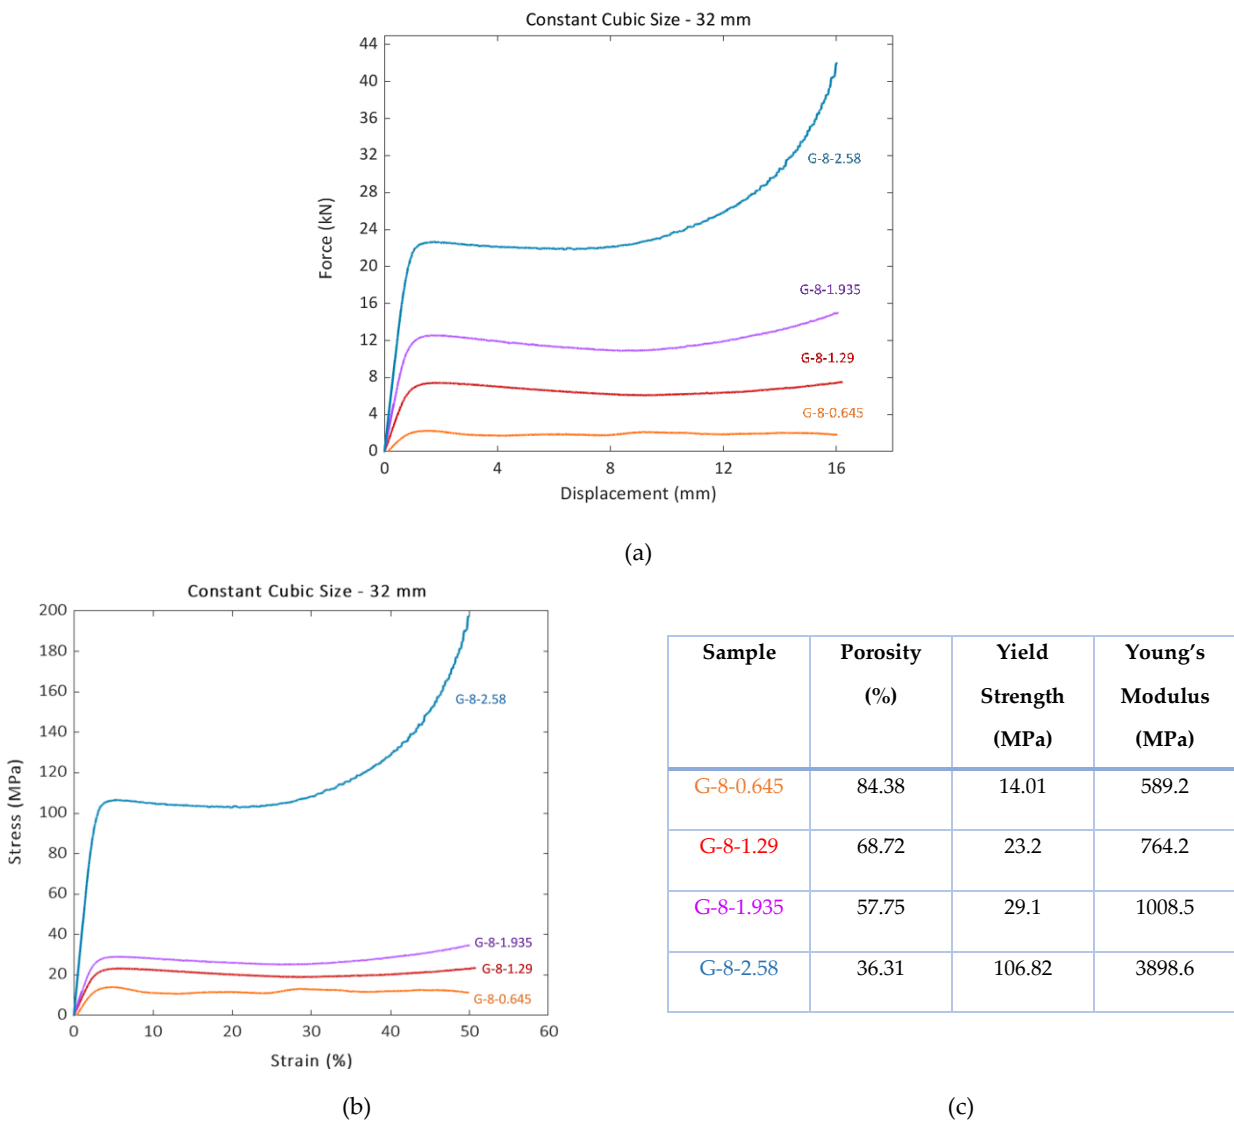 Constant Cubic Size - 32 mm
44
40
36
32
28
24
20
16
12
8
4
0
Force (kN)
G-8-2.58
G-8-1.935
G-8-1.29
G-8-0.645
0 4 8 12 16
Displacement (mm)
(a)
Constant Cubic Size - 32 mm
200
180
160
140
120
100
80
60
40
20
0
Stress (MPa)
G-8-2.58
G-8-1.935
G-8-1.29
G-8-0.645
0 10 20 30 40 50 60
Strain (%)
(b)
Sample Porosity (%) Yield Strength (MPa) Young's Modulus (MPa)
G-8-0.645 84.38 14.01 589.2
G-8-1.29 68.72 23.2 764.2
G-8-1.935 57.75 29.1 1008.5
G-8-2.58 36.31 106.82 3898.6
(c)